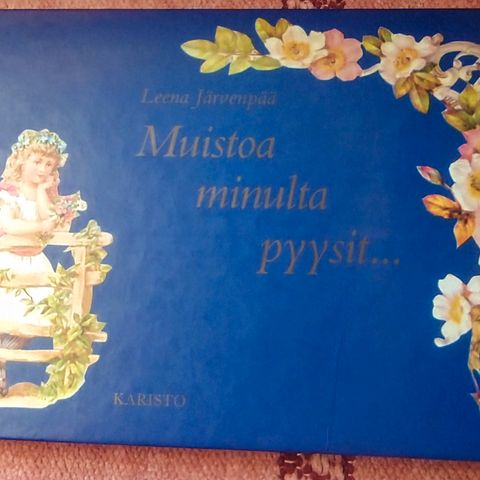 Leena Järvenpää
Muistoa
minulta
pyysit...
KARISTO